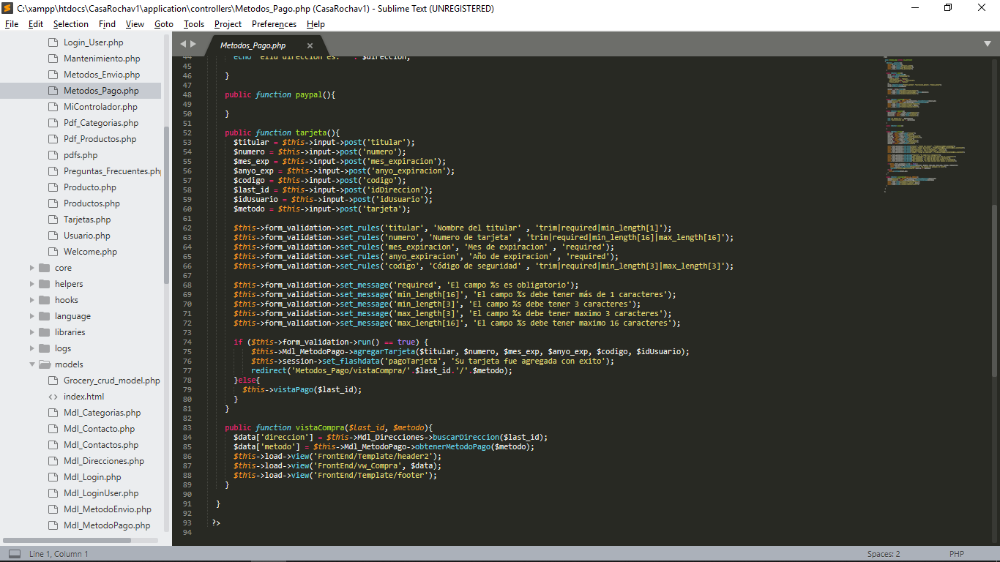 C:\xampp\htdocs\CasaRochav1\application\controllers\Metodos_Pago.php (CasaRochav1) - Sublime Text (UNREGISTERED)
File Edit Selection Find View Goto Tools Project Preferences Help
Login_User.php
Mantenimiento.php
Metodos_Envio.php
Metodos_Pago.php
MiControlador.php
Pdf_Categorias.php
Pdf_Productos.php
pdfs.php
Preguntas_Frecuentes.php
Producto.php
Productos.php
Tarjetas.php
Usuario.php
Welcome.php
core
helpers
hooks
language
libraries
logs
models
Grocery_crud_model.php
<> index.html
Mdl_Categorias.php
Mdl_Contacto.php
Mdl_Contactos.php
Mdl_Direcciones.php
Mdl_Login.php
Mdl_LoginUser.php
Mdl_MetodoEnvio.php
Mdl_MetodoPago.php
Metodos_Pago.php ×
44 echo direccion es: . $direccion;
45
46 }
47
48 public function paypal(){
49
50 }
51
52 public function tarjeta(){
53 $titular = $this->input->post('titular');
54 $numero = $this->input->post('numero');
55 $mes_exp = $this->input->post('mes_expiracion');
56 $anyo_exp = $this->input->post('anyo_expiracion');
57 $codigo = $this->input->post('codigo');
58 $last_id = $this->input->post('idDireccion');
59 $idUsuario = $this->input->post('idUsuario');
60 $metodo = $this->input->post('tarjeta');
61
62 $this->form_validation->set_rules('titular', 'Nombre del titular' , 'trim|required|min_length[1]');
63 $this->form_validation->set_rules('numero', 'Numero de tarjeta' , 'trim|required|min_length[16]|max_length[16]');
64 $this->form_validation->set_rules('mes_expiracion', 'Mes de expiracion' , 'required');
65 $this->form_validation->set_rules('anyo_expiracion', 'Año de expiracion' , 'required');
66 $this->form_validation->set_rules('codigo', 'Código de seguridad' , 'trim|required|min_length[3]|max_length[3]');
67
68 $this->form_validation->set_message('required', 'El campo %s es obligatorio');
69 $this->form_validation->set_message('min_length[16]', 'El campo %s debe tener más de 1 caracteres');
70 $this->form_validation->set_message('min_length[3]', 'El campo %s debe tener 3 caracteres');
71 $this->form_validation->set_message('max_length[3]', 'El campo %s debe tener maximo 3 caracteres');
72 $this->form_validation->set_message('max_length[16]', 'El campo %s debe tener maximo 16 caracteres');
73
74 if ($this->form_validation->run() == true) {
75 $this->Mdl_MetodoPago->agregarTarjeta($titular, $numero, $mes_exp, $anyo_exp, $codigo, $idUsuario);
76 $this->session->set_flashdata('pagoTarjeta', 'Su tarjeta fue agregada con exito');
77 redirect('Metodos_Pago/vistaCompra/'.$last_id.'/'.$metodo);
78 }else{
79 $this->vistaPago($last_id);
80 }
81 }
82
83 public function vistaCompra($last_id, $metodo){
84 $data['direccion'] = $this->Mdl_Direcciones->buscarDireccion($last_id);
85 $data['metodo'] = $this->Mdl_MetodoPago->obtenerMetodoPago($metodo);
86 $this->load->view('FrontEnd/Template/header2');
87 $this->load->view('FrontEnd/vw_Compra', $data);
88 $this->load->view('FrontEnd/Template/footer');
89 }
90
91 }
92
93 ?>
94
Line 1, Column 1 Spaces: 2 PHP